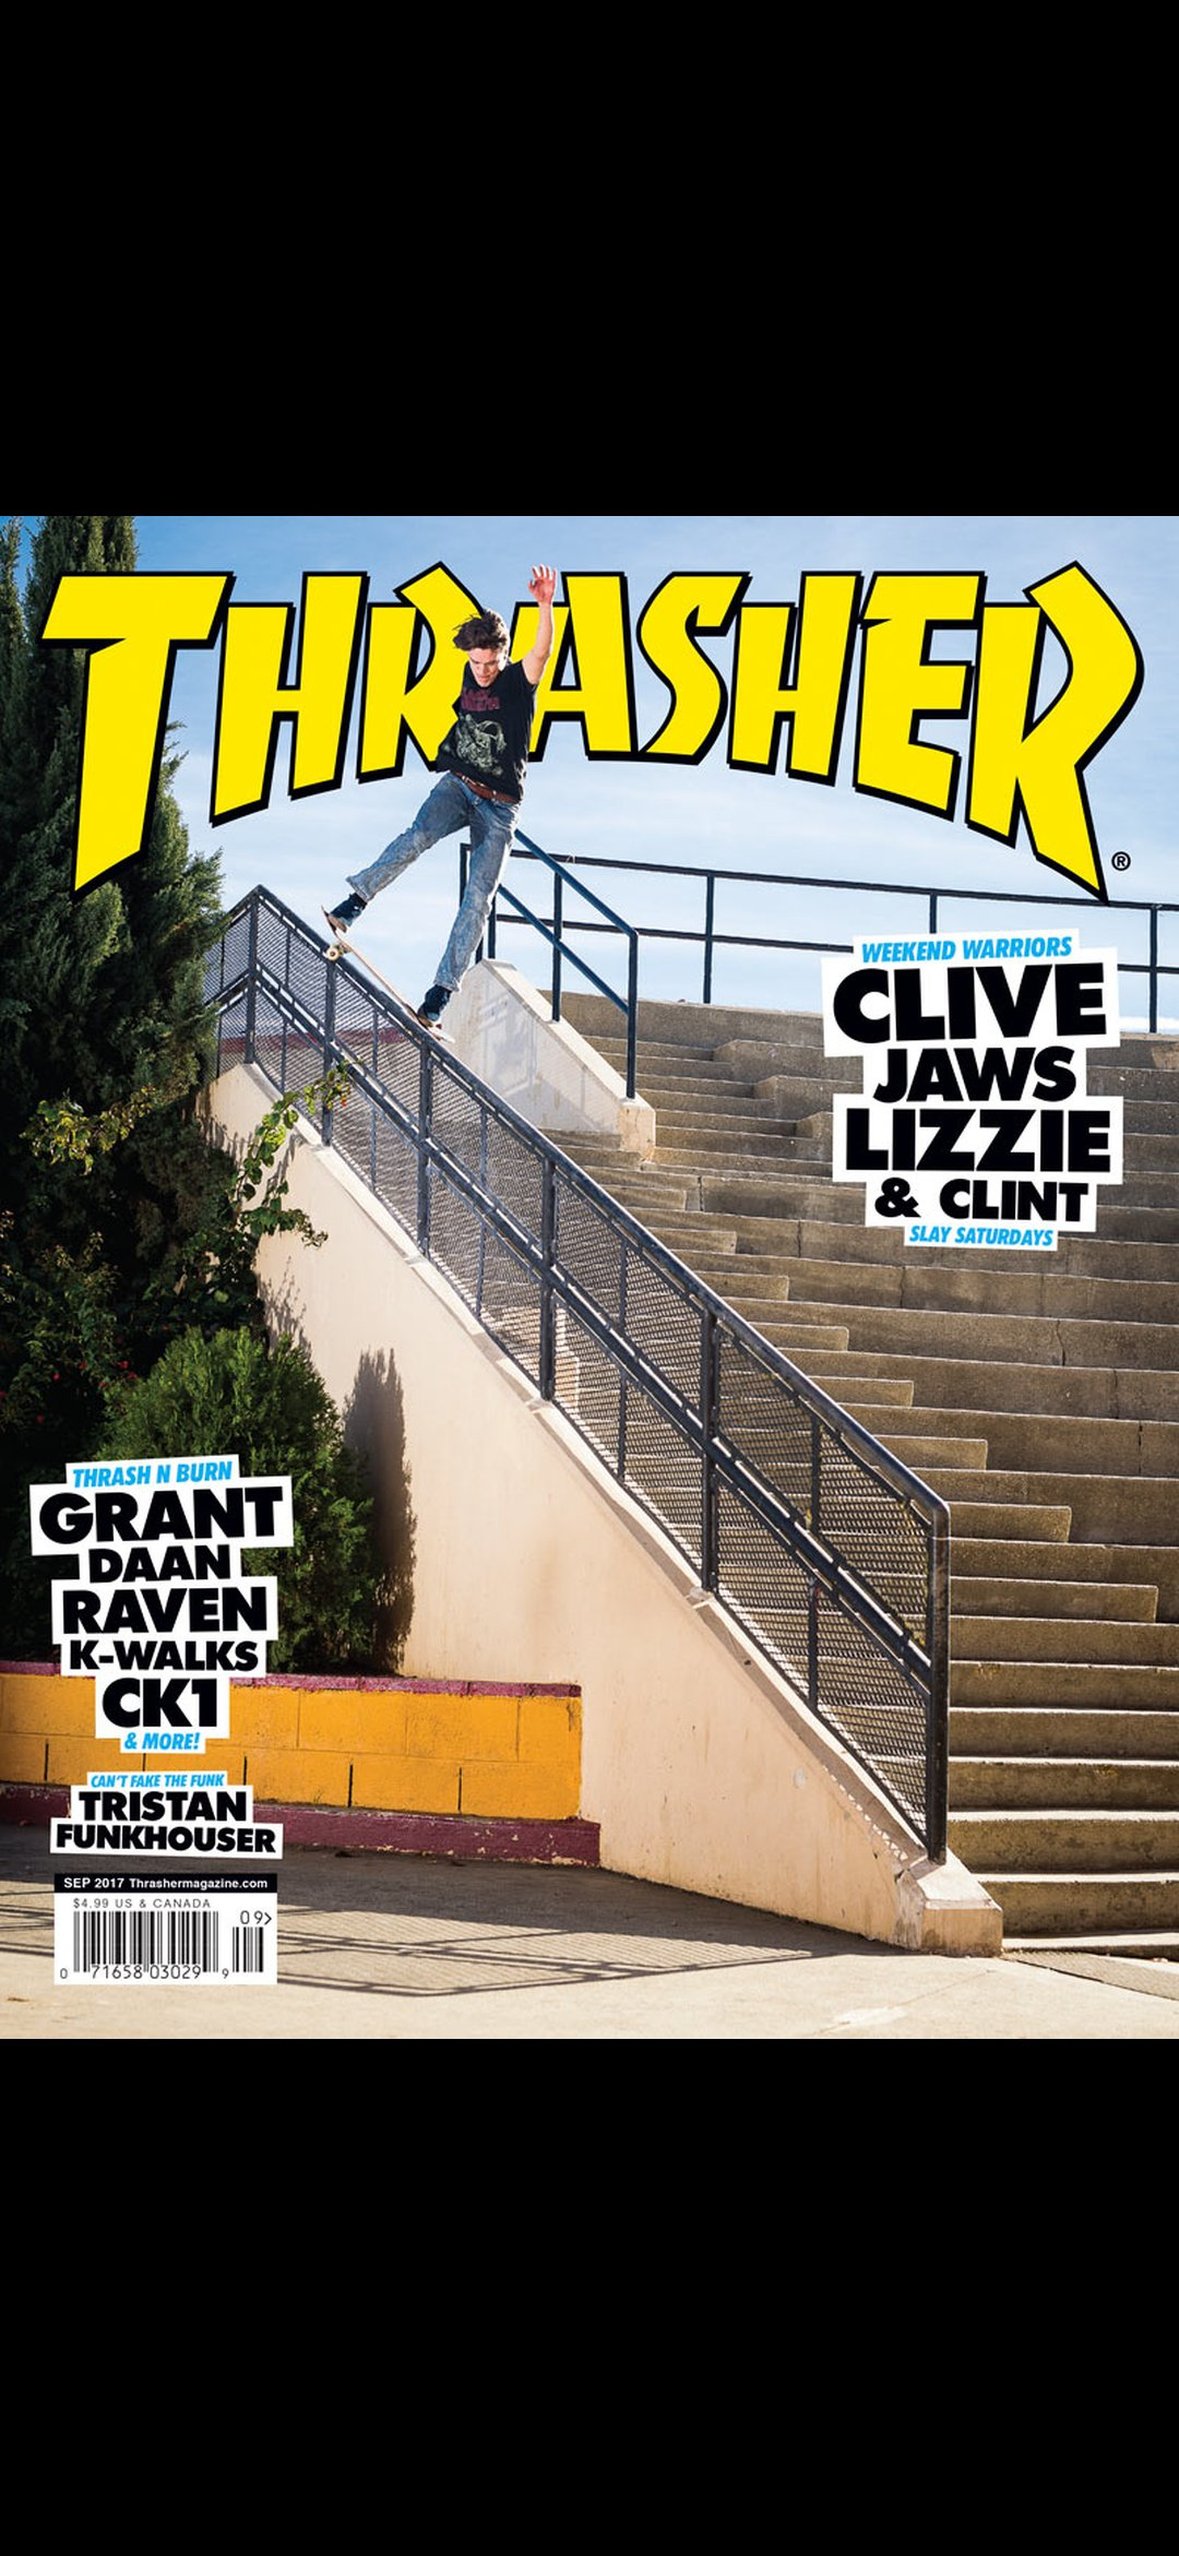 THRASHER®
WEEKEND WARRIORS
CLIVE
JAWS
LIZZIE
& CLINT
SLAY SATURDAYS
THRASH N BURN
GRANT
DAAN
RAVEN
K-WALKS
CK1
& MORE!
CAN'T FAKE THE FUNK
TRISTAN
FUNKHOUSER
SEP 2017 Thrashermagazine.com
$4.99 US & CANADA
09>
0 71658 03029 9